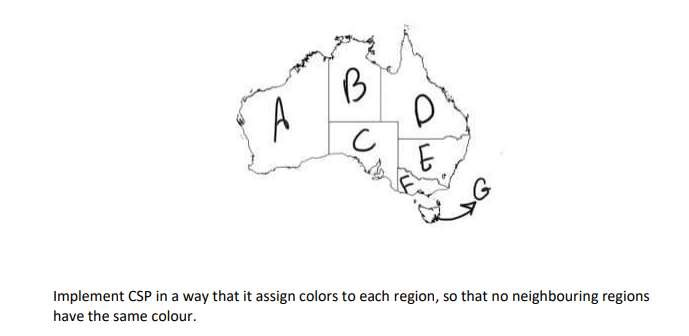 B
A
D
C
E
F
G
Implement CSP in a way that it assign colors to each region, so that no neighbouring regions
have the same colour.